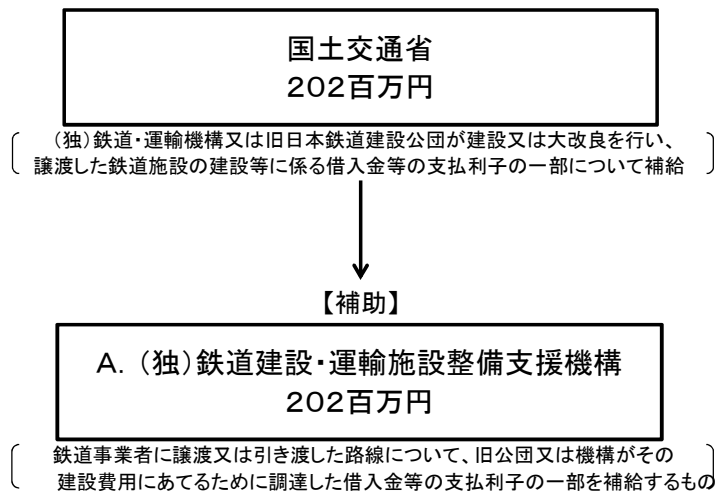 国土交通省
202百万円
(独)鉄道・運輸機構又は旧日本鉄道建設公団が建設又は大改良を行い、
譲渡した鉄道施設の建設等に係る借入金等の支払利子の一部について補給
【補助】
A.(独)鉄道建設・運輸施設整備支援機構
202百万円
鉄道事業者に譲渡又は引き渡した路線について、旧公団又は機構がその
建設費用にあてるために調達した借入金等の支払利子の一部を補給するもの